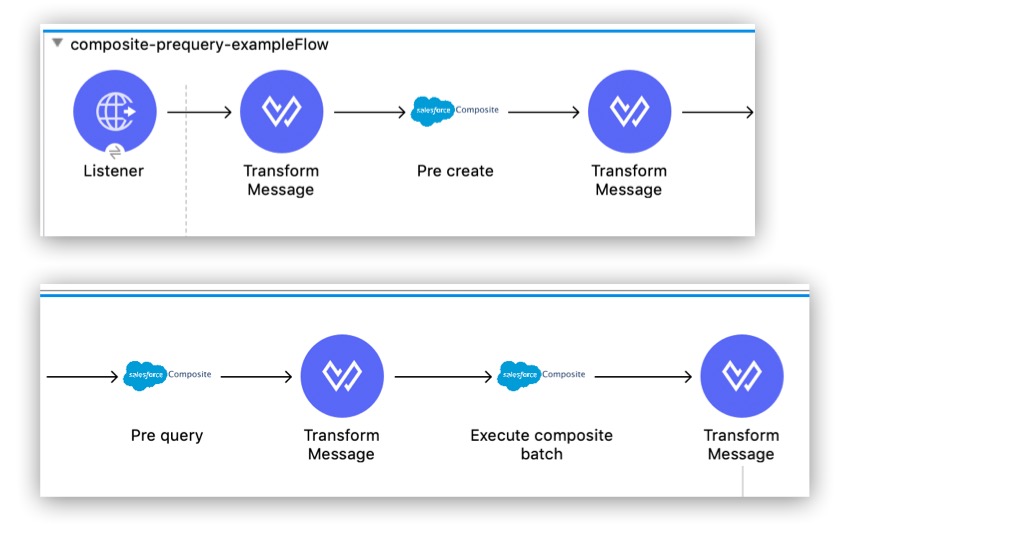 composite-prequery-exampleFlow
salesforce Composite
Listener
Transform
Message
Pre create
Transform
Message
salesforce Composite
salesforce Composite
Pre query
Transform
Message
Execute composite
batch
Transform
Message